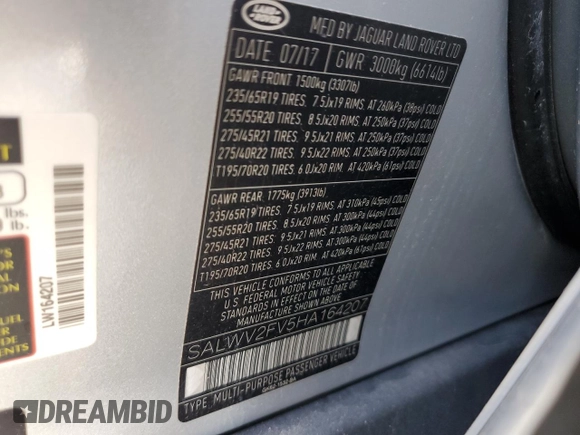 LAND ROVER
MFD BY JAGUAR LAND ROVER LTD
DATE 07/17 GWR 3000kg (6614lb)
GAWR FRONT 1500kg (3307lb)
235/65R19 TIRES. 7.5Jx19 RIMS. AT 260kPa (38psi) COLD
255/55R20 TIRES. 8.5Jx20 RIMS. AT 250kPa (37psi) COLD
275/45R21 TIRES. 9.5Jx21 RIMS. AT 250kPa (37psi) COLD
275/40R22 TIRES. 9.5Jx22 RIMS. AT 250kPa (37psi) COLD
T195/70R20 TIRES. 6.0Jx20 RIM. AT 420kPa (61psi) COLD
GAWR REAR 1775kg (3913lb)
235/65R19 TIRES. 7.5Jx19 RIMS. AT 310kPa (45psi) COLD
255/55R20 TIRES. 8.5Jx20 RIMS. AT 300kPa (44psi) COLD
275/45R21 TIRES. 9.5Jx21 RIMS. AT 300kPa (44psi) COLD
275/40R22 TIRES. 9.5Jx22 RIMS. AT 300kPa (44psi) COLD
T195/70R20 TIRES. 6.0Jx20 RIM. AT 420kPa (61psi) COLD
THIS VEHICLE CONFORMS TO ALL APPLICABLE
U.S. FEDERAL MOTOR VEHICLE
SAFETY STANDARDS IN EFFECT ON THE
DATE OF MANUFACTURE SHOWN ABOVE.
SALWV2FV5HA164207
TYPE: MULTI-PURPOSE PASSENGER VEHICLE
LW164207
lbs.
lbs.
DREAMBID